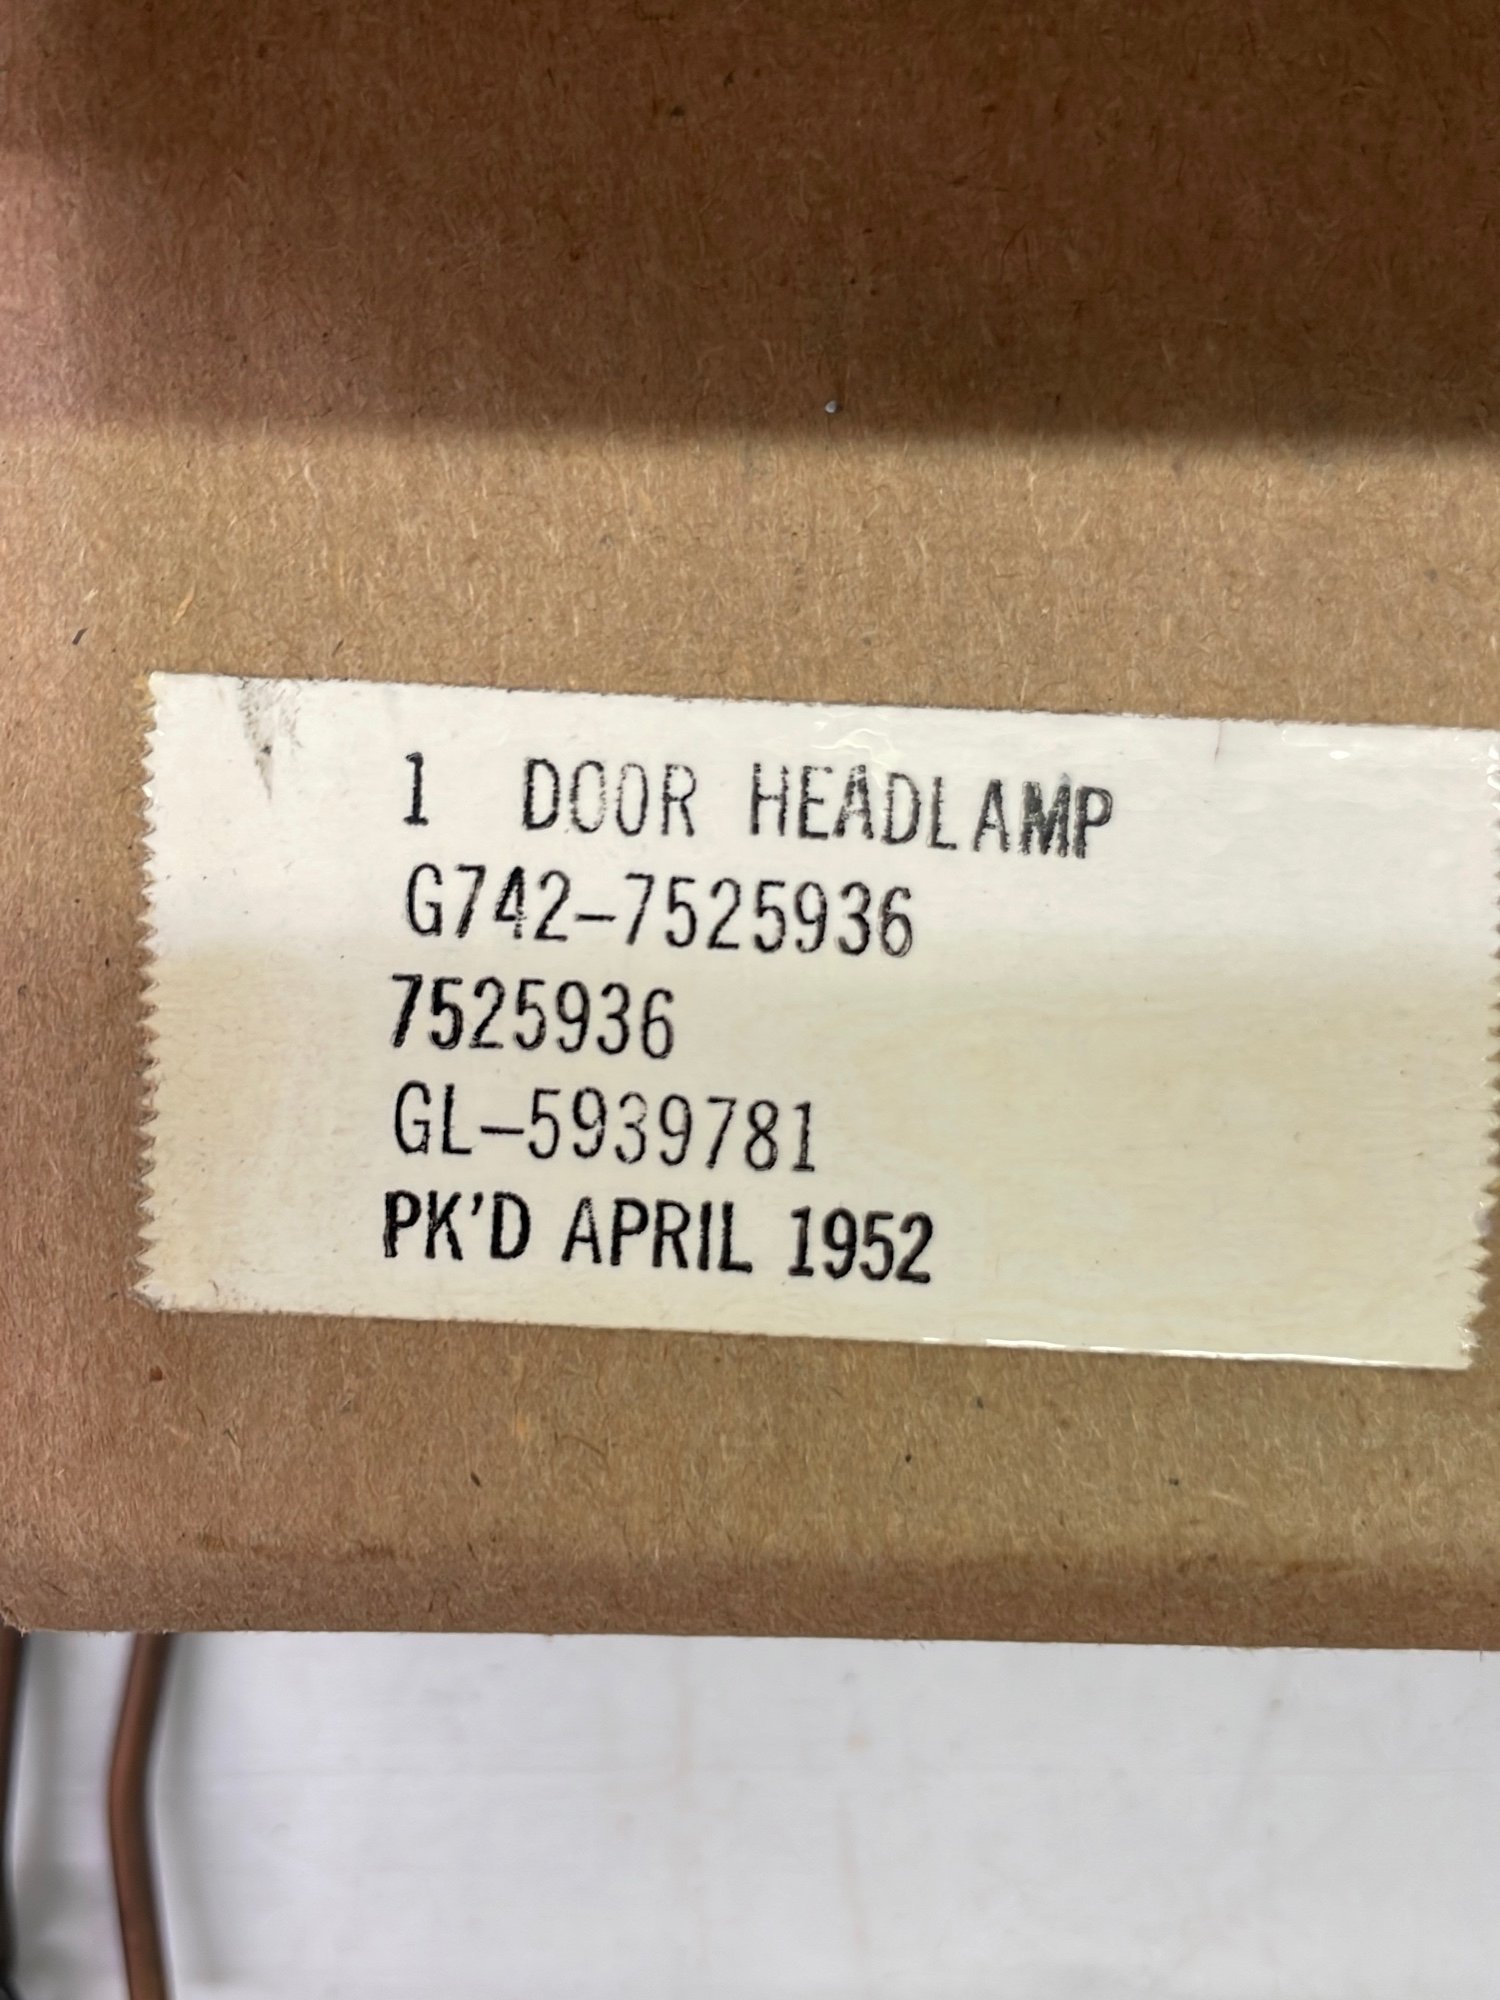 1 DOOR HEADLAMP
G742-7525936
7525936
GL-5939781
PK'D APRIL 1952